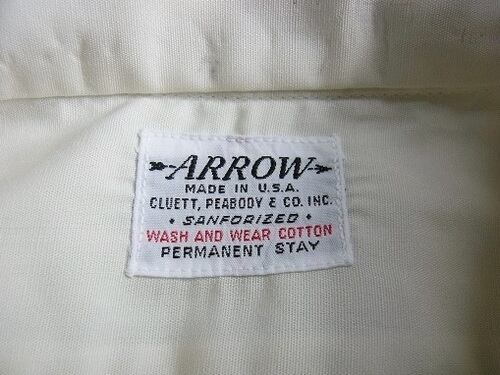 ARROW
MADE IN U.S.A.
CLUETT, PEABODY & CO. INC.
• SANFORIZED •
WASH AND WEAR COTTON
PERMANENT STAY